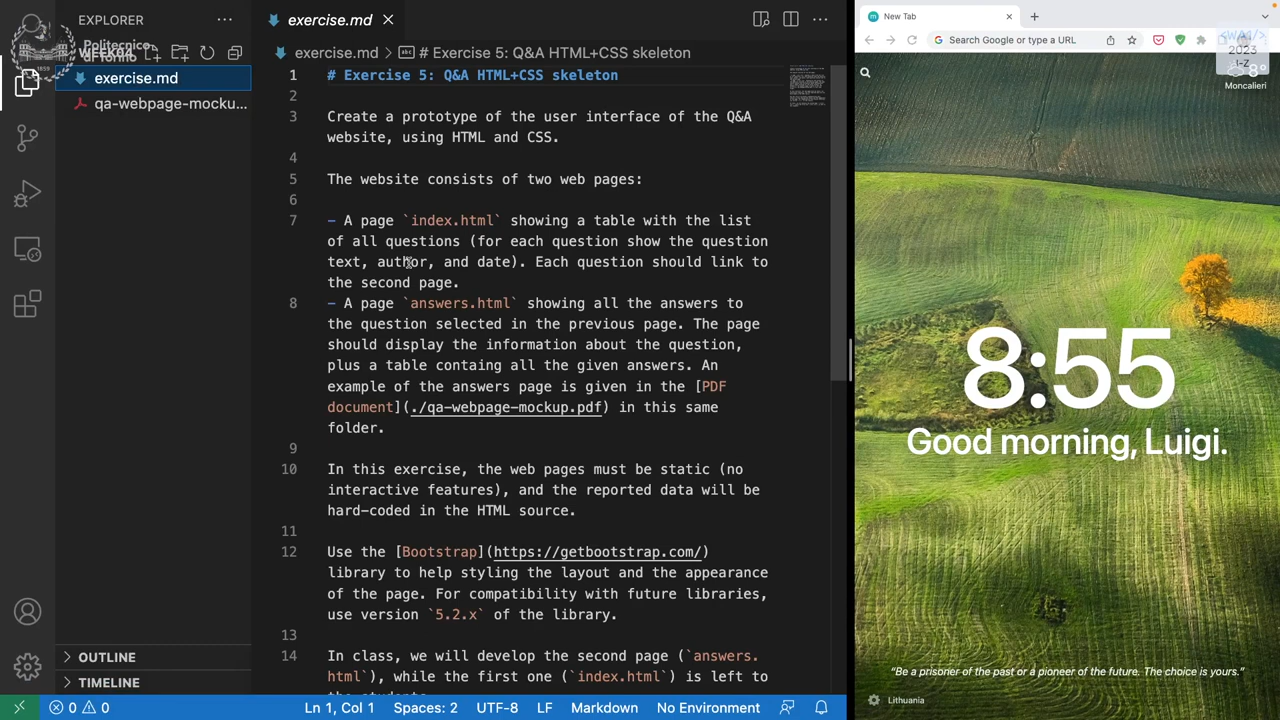 EXPLORER
Politecnico
di Torino
1859
exercise.md
qa-webpage-mocku...
OUTLINE
TIMELINE
exercise.md
exercise.md > # Exercise 5: Q&A HTML+CSS skeleton
1 # Exercise 5: Q&A HTML+CSS skeleton
2
3 Create a prototype of the user interface of the Q&A
website, using HTML and CSS.
4
5 The website consists of two web pages:
6
7 - A page `index.html` showing a table with the list
of all questions (for each question show the question
text, author, and date). Each question should link to
the second page.
8 - A page `answers.html` showing all the answers to
the question selected in the previous page. The page
should display the information about the question,
plus a table containg all the given answers. An
example of the answers page is given in the [PDF
document](./qa-webpage-mockup.pdf) in this same
folder.
9
10 In this exercise, the web pages must be static (no
interactive features), and the reported data will be
hard-coded in the HTML source.
11
12 Use the [Bootstrap](https://getbootstrap.com/)
library to help styling the layout and the appearance
of the page. For compatibility with future libraries,
use version `5.2.x` of the library.
13
14 In class, we will develop the second page (`answers.
html`), while the first one (`index.html`) is left to
the students.
0 0
Ln 1, Col 1
Spaces: 2
UTF-8
LF
Markdown
No Environment
New Tab
Search Google or type a URL
<WA1/>
2023
I-Z
8°
Moncalieri
8:55
Good morning, Luigi.
“Be a prisoner of the past or a pioneer of the future. The choice is yours.”
Lithuania